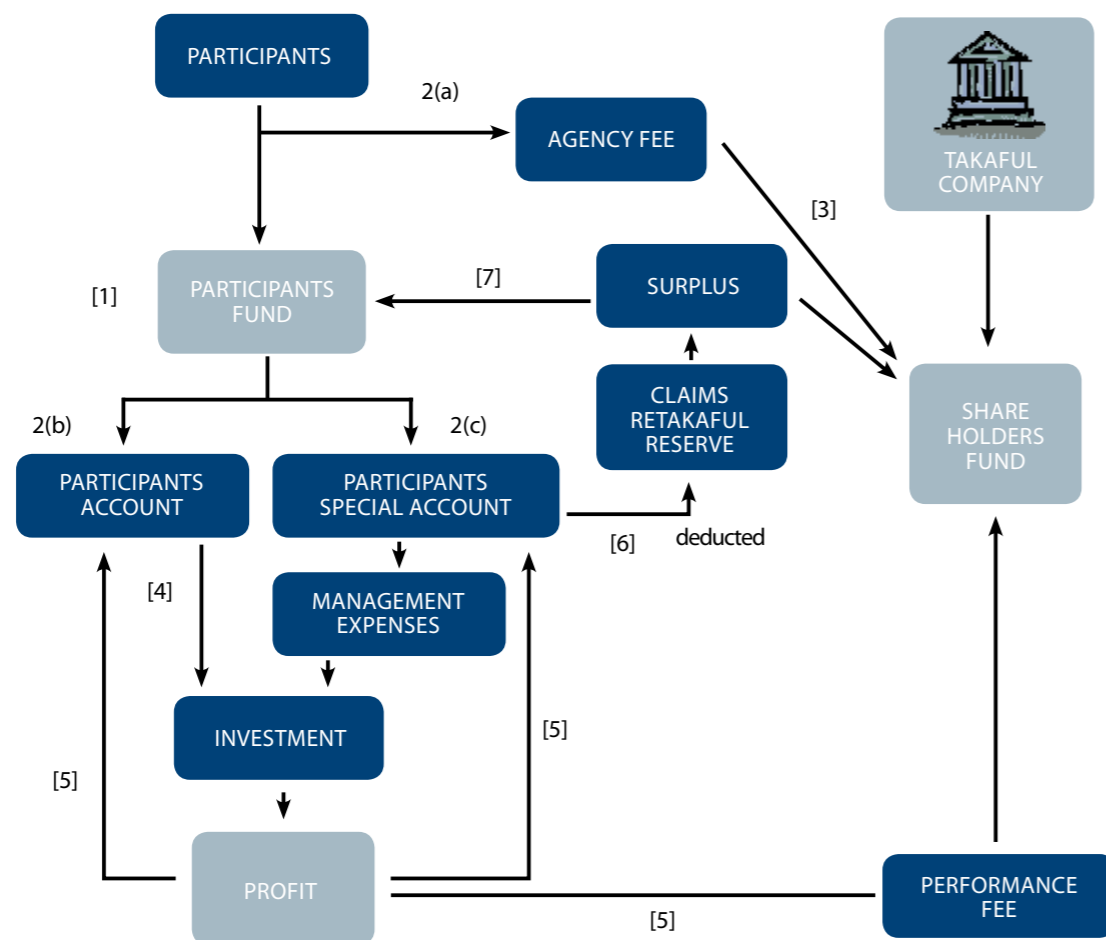 PARTICIPANTS
2(a)
AGENCY FEE
TAKAFUL
COMPANY
[3]
[1]
PARTICIPANTS
FUND
[7]
SURPLUS
CLAIMS
RETAKAFUL
RESERVE
SHARE
HOLDERS
FUND
2(b)
2(c)
PARTICIPANTS
ACCOUNT
PARTICIPANTS
SPECIAL ACCOUNT
[6]
deducted
[4]
MANAGEMENT
EXPENSES
INVESTMENT
[5]
[5]
PROFIT
PERFORMANCE
FEE
[5]